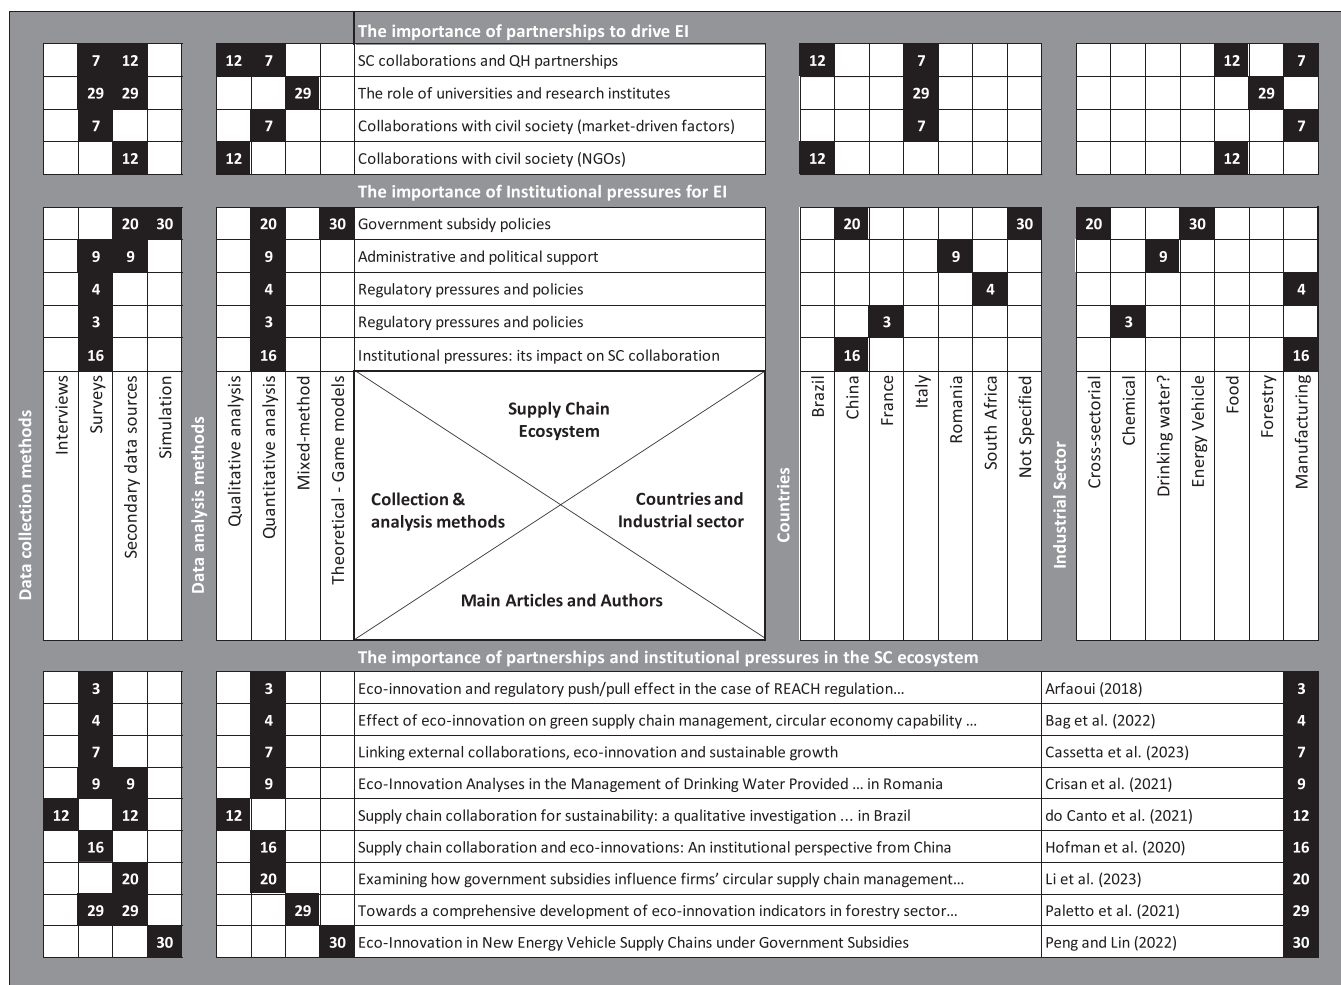 The importance of partnerships to drive EI
7 12 12 7 SC collaborations and QH partnerships 12 7 12 7
29 29 29 The role of universities and research institutes 29 29
7 7 Collaborations with civil society (market-driven factors) 7 7
12 12 Collaborations with civil society (NGOs) 12 12
The importance of Institutional pressures for EI
20 30 20 30 Government subsidy policies 20 30 20 30
9 9 9 Administrative and political support 9 9
4 4 Regulatory pressures and policies 4 4
3 3 Regulatory pressures and policies 3 3
16 16 Institutional pressures: its impact on SC collaboration 16 16
Data collection methods
Interviews
Surveys
Secondary data sources
Simulation
Data analysis methods
Qualitative analysis
Quantitative analysis
Mixed-method
Theoretical - Game models
Supply Chain
Ecosystem
Collection &
analysis methods
Countries and
Industrial sector
Main Articles and Authors
Countries
Brazil
China
France
Italy
Romania
South Africa
Not Specified
Industrial Sector
Cross-sectorial
Chemical
Drinking water?
Energy Vehicle
Food
Forestry
Manufacturing
The importance of partnerships and institutional pressures in the SC ecosystem
3 3 Eco-innovation and regulatory push/pull effect in the case of REACH regulation… Arfaoui (2018) 3
4 4 Effect of eco-innovation on green supply chain management, circular economy capability … Bag et al. (2022) 4
7 7 Linking external collaborations, eco-innovation and sustainable growth Cassetta et al. (2023) 7
9 9 9 Eco-Innovation Analyses in the Management of Drinking Water Provided … in Romania Crisan et al. (2021) 9
12 12 12 Supply chain collaboration for sustainability: a qualitative investigation … in Brazil do Canto et al. (2021) 12
16 16 Supply chain collaboration and eco-innovations: An institutional perspective from China Hofman et al. (2020) 16
20 20 Examining how government subsidies influence firms’ circular supply chain management… Li et al. (2023) 20
29 29 29 Towards a comprehensive development of eco-innovation indicators in forestry sector… Paletto et al. (2021) 29
30 30 Eco-Innovation in New Energy Vehicle Supply Chains under Government Subsidies Peng and Lin (2022) 30